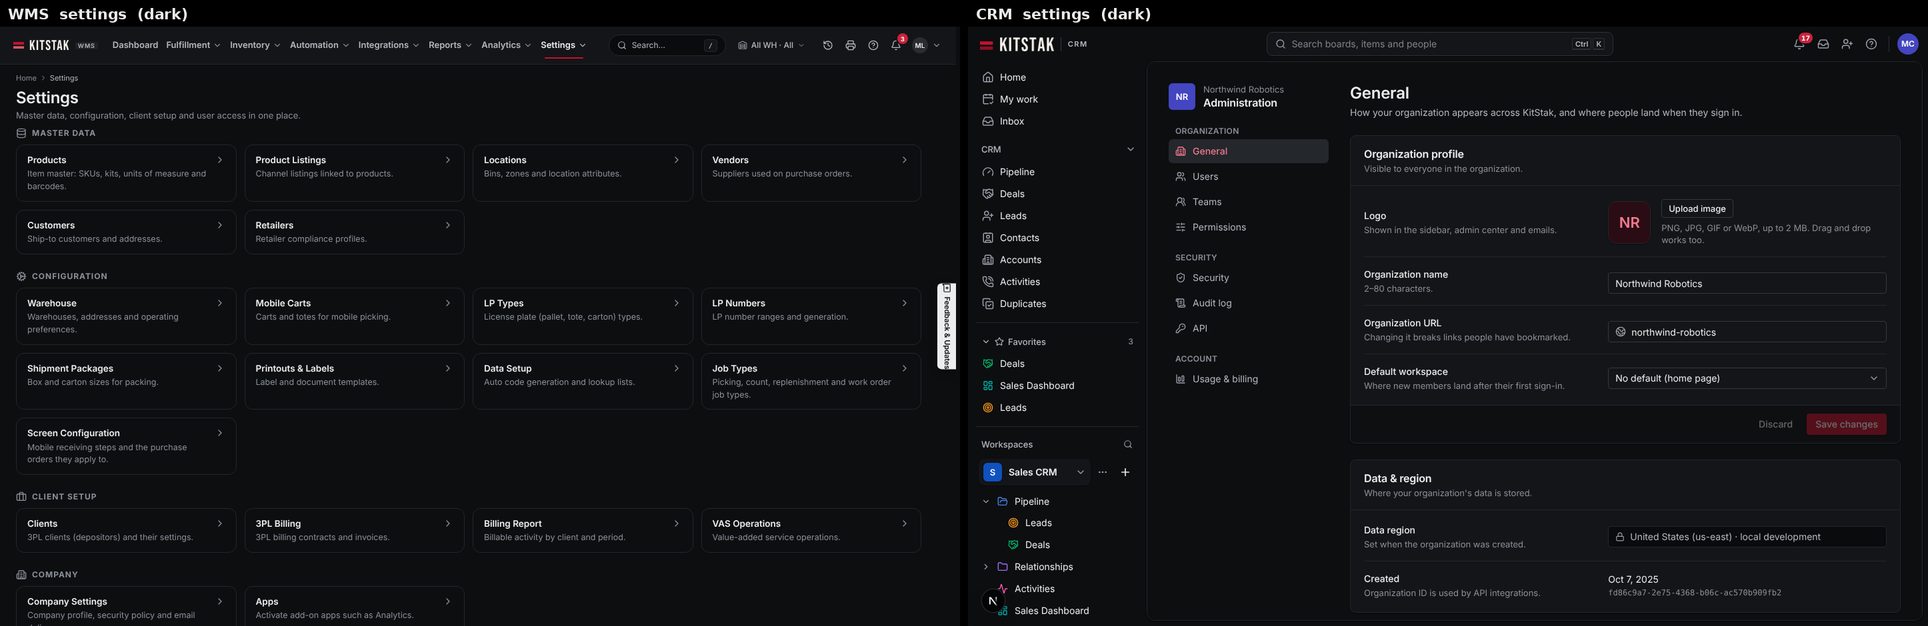 WMS settings (dark)
KITSTAK WMS
Dashboard Fulfillment Inventory Automation Integrations Reports Analytics Settings
Search... /
All WH · All
3
ML
Home > Settings
Settings
Master data, configuration, client setup and user access in one place.
MASTER DATA
Products
Item master: SKUs, kits, units of measure and
barcodes.
Product Listings
Channel listings linked to products.
Locations
Bins, zones and location attributes.
Vendors
Suppliers used on purchase orders.
Customers
Ship-to customers and addresses.
Retailers
Retailer compliance profiles.
CONFIGURATION
Warehouse
Warehouses, addresses and operating
preferences.
Mobile Carts
Carts and totes for mobile picking.
LP Types
License plate (pallet, tote, carton) types.
LP Numbers
LP number ranges and generation.
Shipment Packages
Box and carton sizes for packing.
Printouts & Labels
Label and document templates.
Data Setup
Auto code generation and lookup lists.
Job Types
Picking, count, replenishment and work order
job types.
Screen Configuration
Mobile receiving steps and the purchase
orders they apply to.
CLIENT SETUP
Clients
3PL clients (depositors) and their settings.
3PL Billing
3PL billing contracts and invoices.
Billing Report
Billable activity by client and period.
VAS Operations
Value-added service operations.
COMPANY
Company Settings
Company profile, security policy and email
Apps
Activate add-on apps such as Analytics.
Feedback & Updates
CRM settings (dark)
KITSTAK CRM
Search boards, items and people
Ctrl K
17
MC
Home
My work
Inbox
CRM
Pipeline
Deals
Leads
Contacts
Accounts
Activities
Duplicates
Favorites 3
Deals
Sales Dashboard
Leads
Workspaces
S Sales CRM
Pipeline
Leads
Deals
Relationships
Activities
Sales Dashboard
N
NR
Northwind Robotics
Administration
ORGANIZATION
General
Users
Teams
Permissions
SECURITY
Security
Audit log
API
ACCOUNT
Usage & billing
General
How your organization appears across KitStak, and where people land when they sign in.
Organization profile
Visible to everyone in the organization.
Logo
Shown in the sidebar, admin center and emails.
NR
Upload image
PNG, JPG, GIF or WebP, up to 2 MB. Drag and drop
works too.
Organization name
2–80 characters.
Northwind Robotics
Organization URL
Changing it breaks links people have bookmarked.
northwind-robotics
Default workspace
Where new members land after their first sign-in.
No default (home page)
Discard
Save changes
Data & region
Where your organization's data is stored.
Data region
Set when the organization was created.
United States (us-east) · local development
Created
Organization ID is used by API integrations.
Oct 7, 2025
fd86c9a7-2e75-4368-b06c-ac570b909fb2